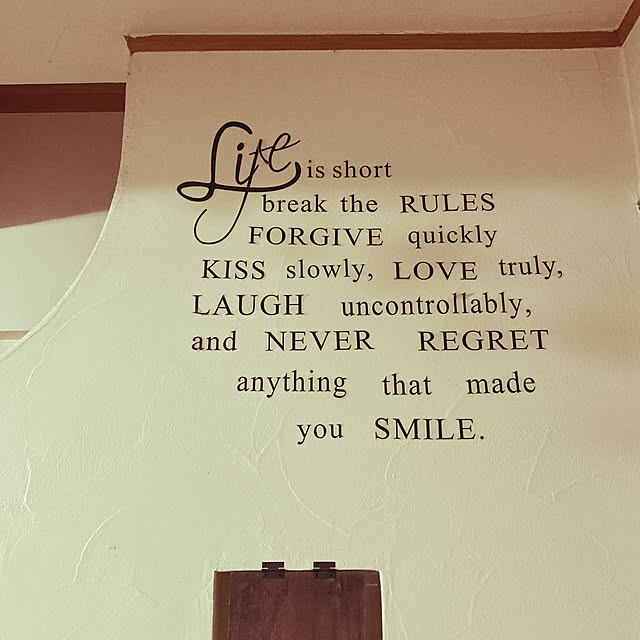 Life is short
break the RULES
FORGIVE quickly
KISS slowly, LOVE truly,
LAUGH uncontrollably,
and NEVER REGRET
anything that made
you SMILE.